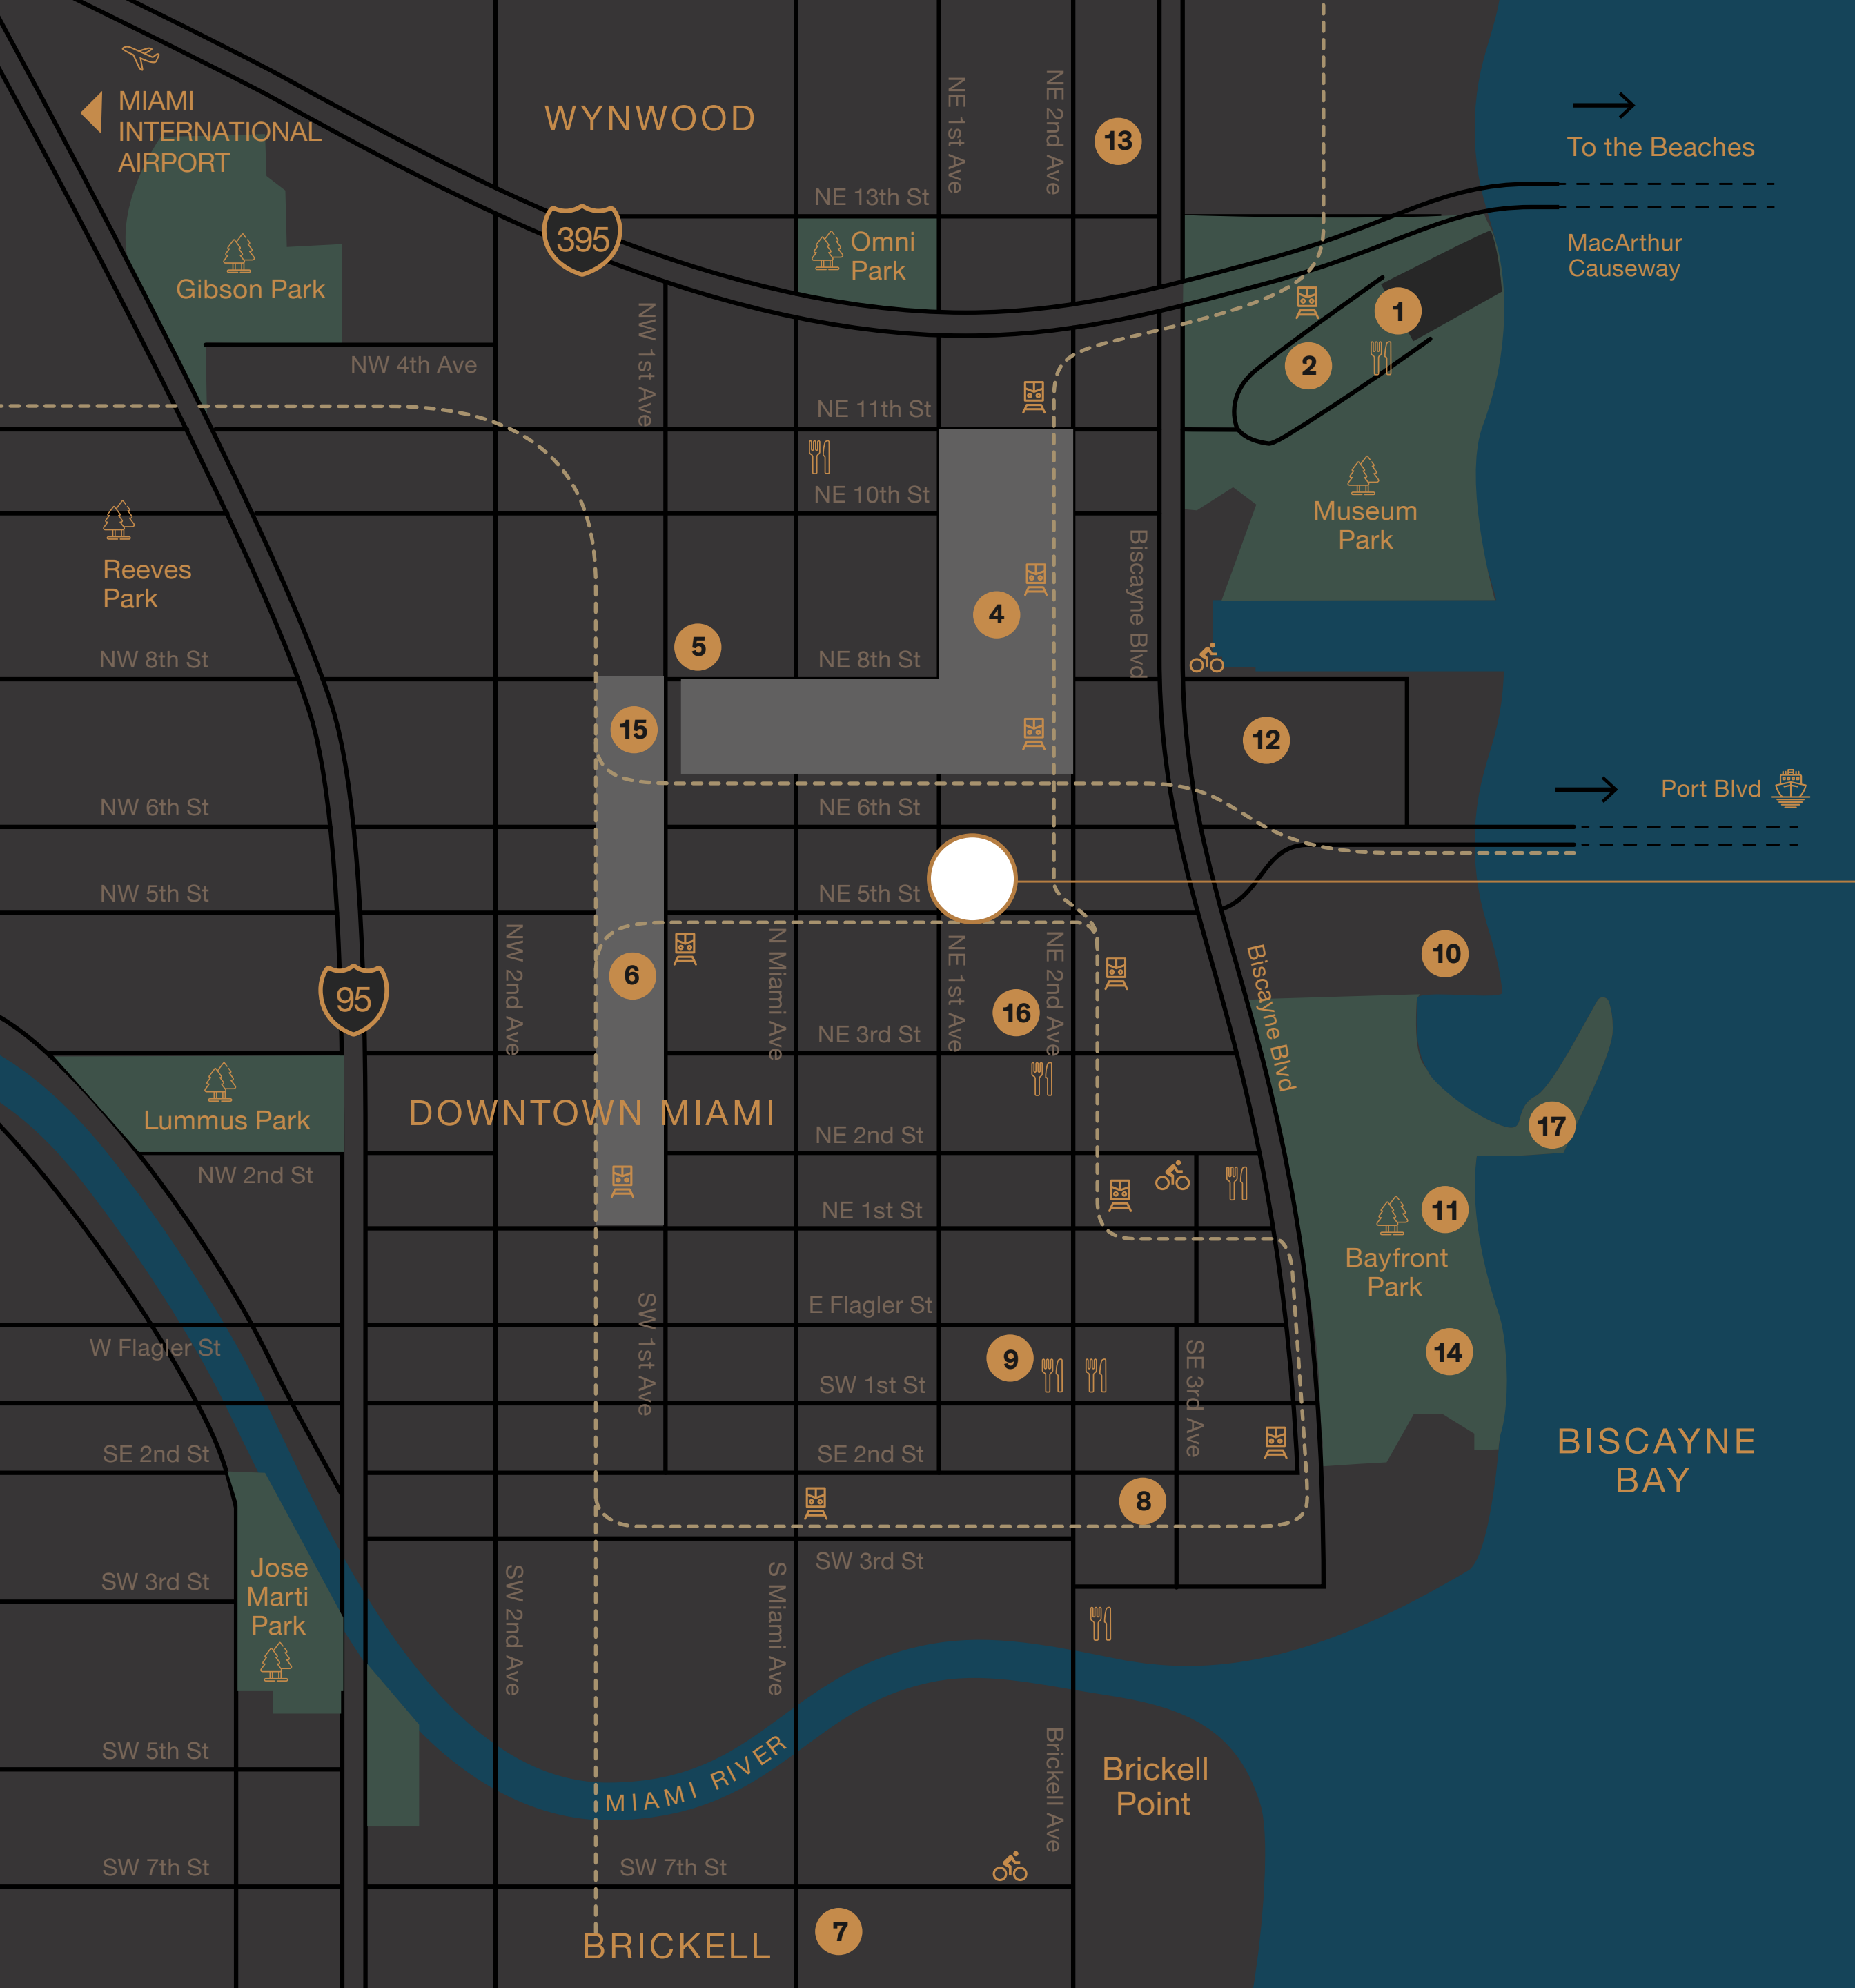 MIAMI
INTERNATIONAL
AIRPORT
WYNWOOD
NE 1st Ave
NE 2nd Ave
13
To the Beaches
NE 13th St
395
Omni
Park
MacArthur
Causeway
Gibson Park
1
NW 1st Ave
NW 4th Ave
2
NE 11th St
NE 10th St
Museum
Park
Reeves
Park
Biscayne Blvd
4
5
NW 8th St
NE 8th St
15
12
Port Blvd
NW 6th St
NE 6th St
NW 5th St
NE 5th St
10
NW 2nd Ave
N Miami Ave
NE 1st Ave
NE 2nd Ave
Biscayne Blvd
6
95
16
NE 3rd St
Lummus Park
DOWNTOWN MIAMI
17
NE 2nd St
NW 2nd St
11
NE 1st St
Bayfront
Park
E Flagler St
W Flagler St
SW 1st Ave
9
14
SE 3rd Ave
SW 1st St
BISCAYNE
BAY
SE 2nd St
SE 2nd St
8
SW 3rd St
Jose
Marti
Park
SW 3rd St
SW 2nd Ave
S Miami Ave
SW 5th St
MIAMI RIVER
Brickell Ave
Brickell
Point
SW 7th St
SW 7th St
7
BRICKELL